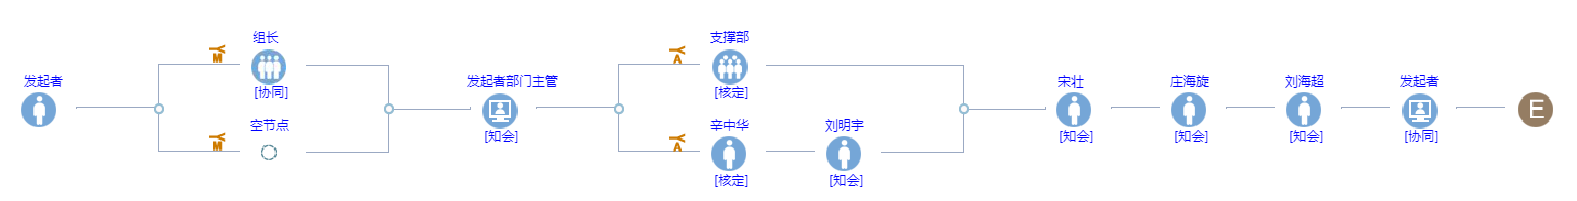 发起者
M
组长
[协同]
M
空节点
发起者部门主管
[知会]
A
支撑部
[核定]
A
辛中华
[核定]
刘明宇
[知会]
宋壮
[知会]
庄海旋
[知会]
刘海超
[知会]
发起者
[协同]
E